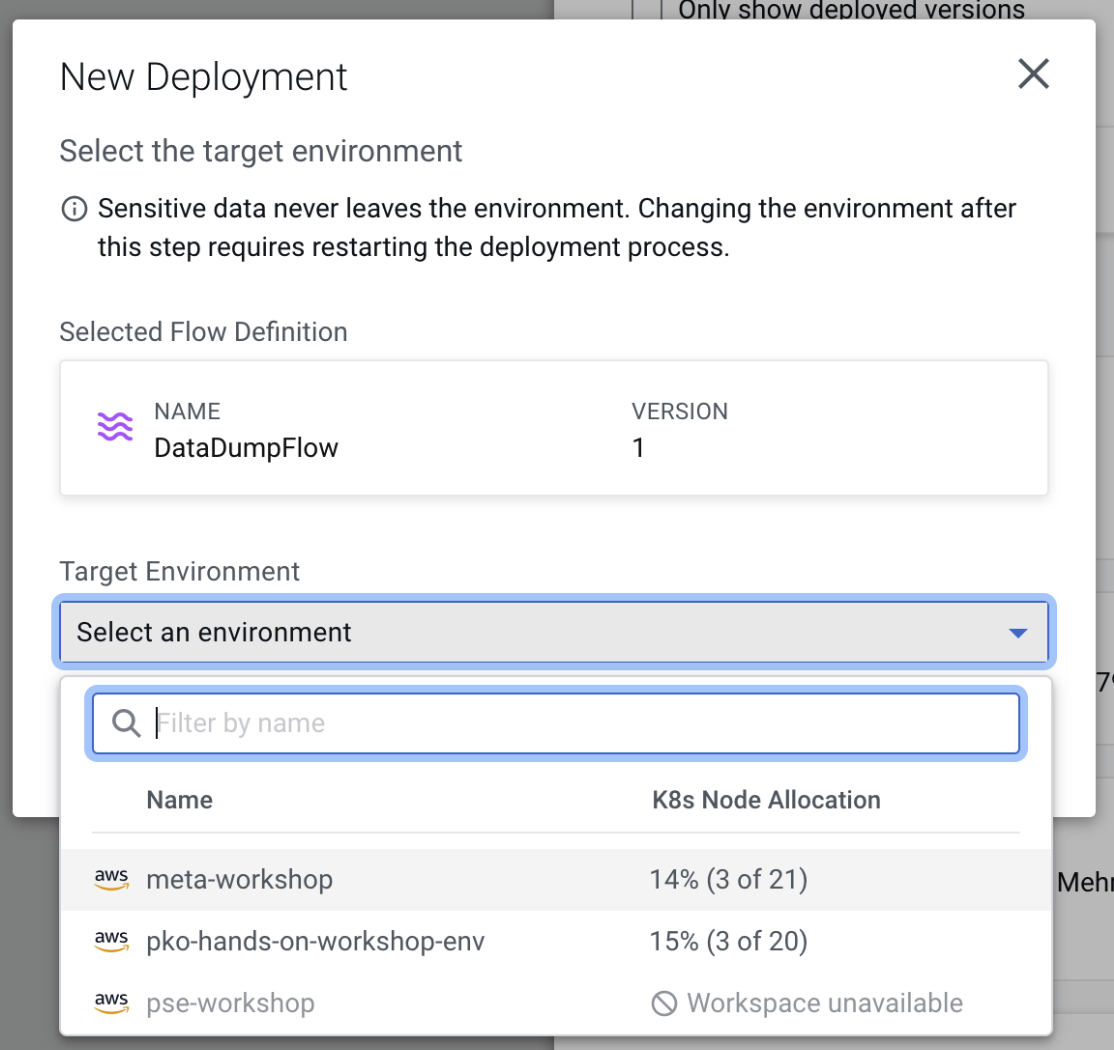 Only show deployed versions
New Deployment
Select the target environment
Sensitive data never leaves the environment. Changing the environment after
this step requires restarting the deployment process.
Selected Flow Definition
NAME VERSION
DataDumpFlow 1
Target Environment
Select an environment
Filter by name
Name K8s Node Allocation
aws meta-workshop 14% (3 of 21)
aws pko-hands-on-workshop-env 15% (3 of 20)
aws pse-workshop Workspace unavailable